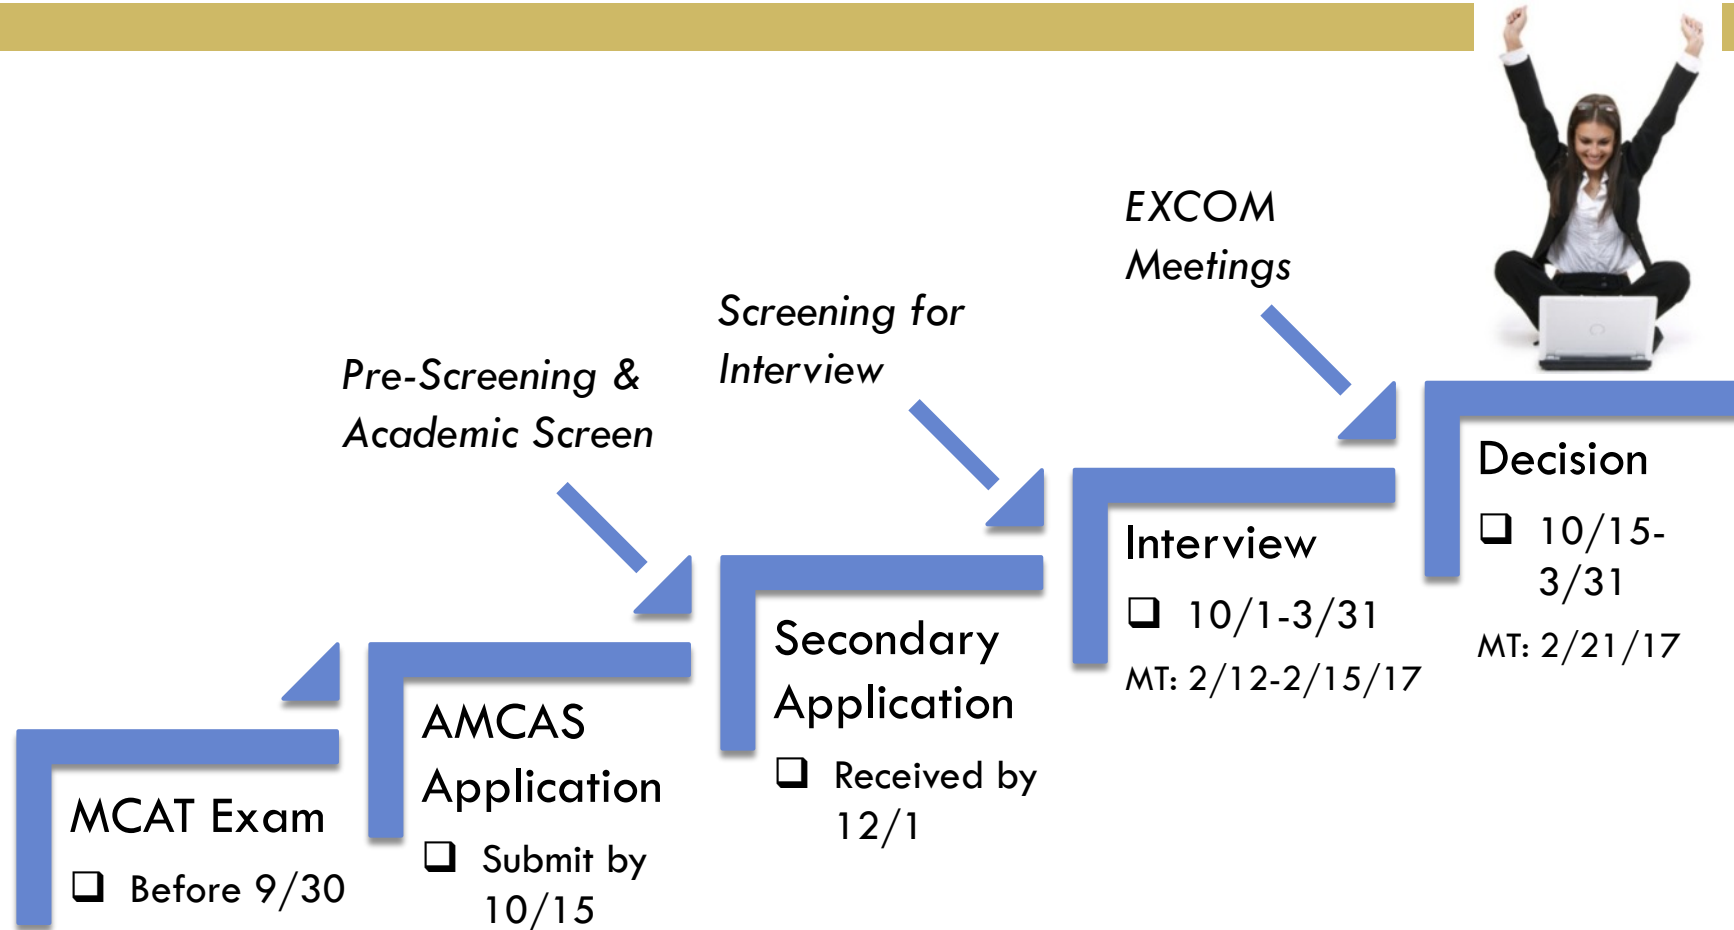 MCAT Exam
❑ Before 9/30
Pre-Screening &
Academic Screen
AMCAS
Application
❑ Submit by
10/15
Screening for
Interview
Secondary
Application
❑ Received by
12/1
EXCOM
Meetings
Interview
❑ 10/1-3/31
MT: 2/12-2/15/17
Decision
❑ 10/15-
3/31
MT: 2/21/17